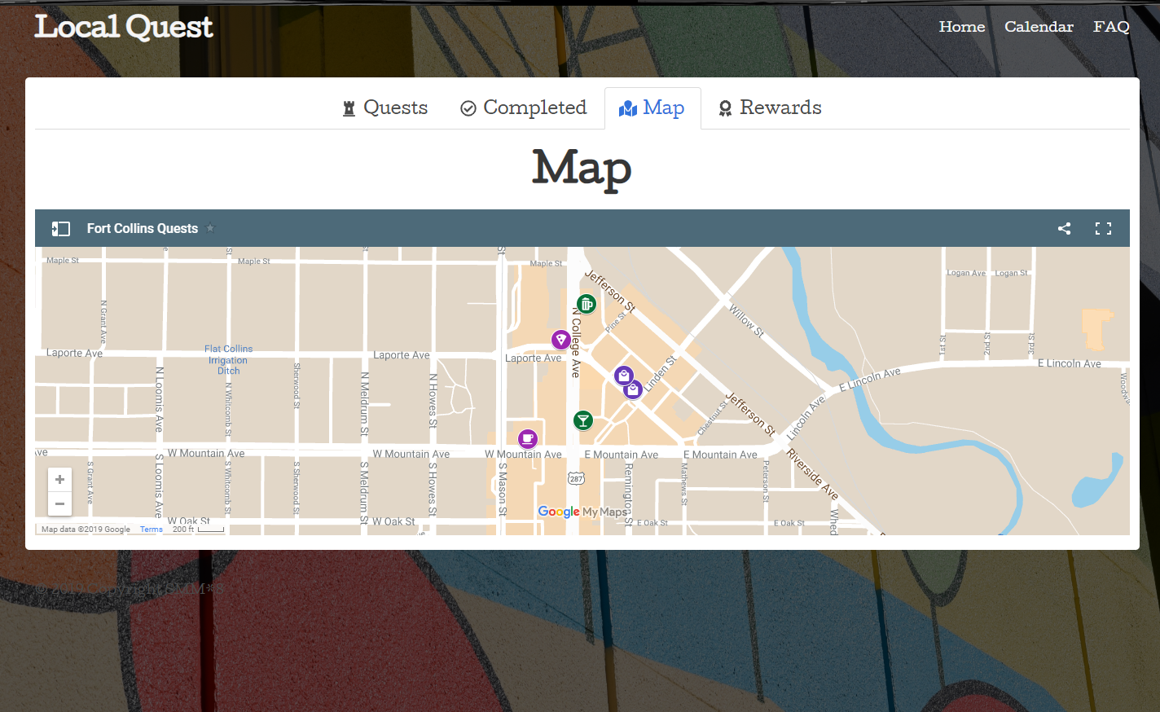 Local Quest
Home Calendar FAQ
Quests Completed Map Rewards
Map
Fort Collins Quests
Maple St
Maple St
Maple St
Jefferson St
Logan Ave
Logan St
N Grant Ave
Pine St
Willow St
N College Ave
1st St
2nd St
3rd St
Laporte Ave
Flat Collins
Irrigation
Ditch
Laporte Ave
Laporte Ave
E Lincoln Ave
Linden St
E Lincoln Ave
N Loomis Ave
N Whitcomb St
Sherwood St
N Meldrum St
N Howes St
Jefferson St
Chestnut St
Lincoln Ave
W Mountain Ave
W Mountain Ave
W Mountain Ave
E Mountain Ave
E Mountain Ave
Riverside Ave
S Grant Ave
S Loomis Ave
S Whitcomb St
S Sherwood St
S Meldrum St
S Howes St
S Mason St
287
Remington St
Mathews St
Peterson St
+
−
Google My Maps
W Oak St
W Oak St
E Oak St
E Oak St
Map data ©2019 Google Terms 200 ft